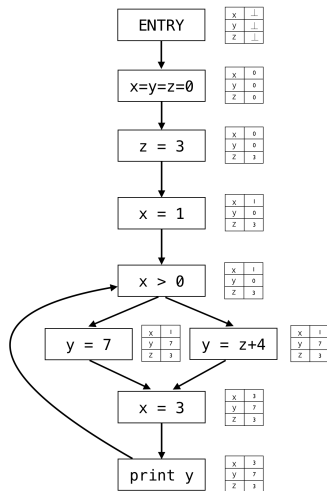 ENTRY
x ⊥
y ⊥
z ⊥
x=y=z=0
x 0
y 0
z 0
z = 3
x 0
y 0
z 3
x = 1
x 1
y 0
z 3
x > 0
x 1
y 0
z 3
y = 7
x 1
y 7
z 3
y = z+4
x 1
y 7
z 3
x = 3
x 3
y 7
z 3
print y
x 3
y 7
z 3